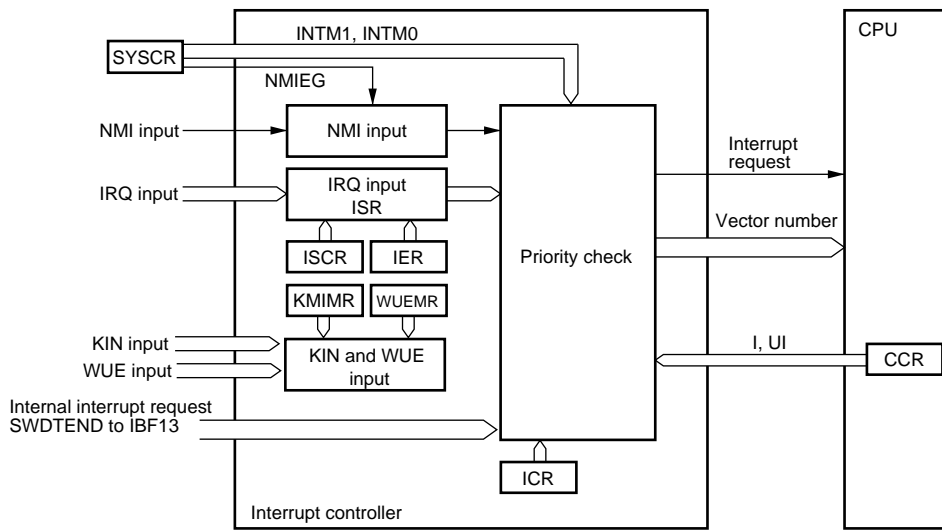 INTM1, INTM0
CPU
SYSCR
NMIEG
NMI input
NMI input
Interrupt
request
IRQ input
IRQ input
ISR
Vector number
ISCR
IER
Priority check
KMIMR
WUEMR
KIN input
WUE input
KIN and WUE
input
I, UI
CCR
Internal interrupt request
SWDTEND to IBF13
ICR
Interrupt controller